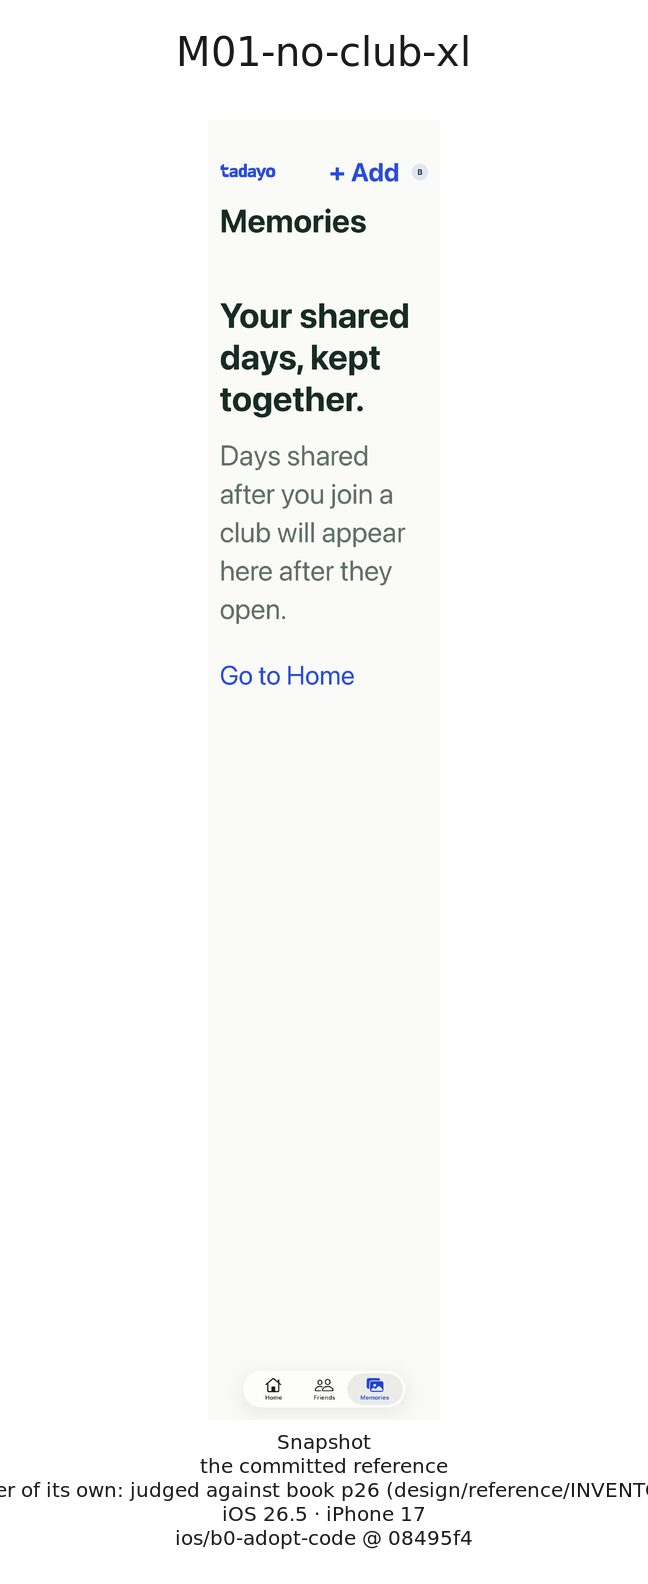 M01-no-club-xl
tadayo
+ Add
B
Memories
Your shared
days, kept
together.
Days shared
after you join a
club will appear
here after they
open.
Go to Home
Home
Friends
Memories
Snapshot
the committed reference
of its own: judged against book p26 (design/reference/
iOS 26.5 · iPhone 17
ios/b0-adopt-code @ 08495f4